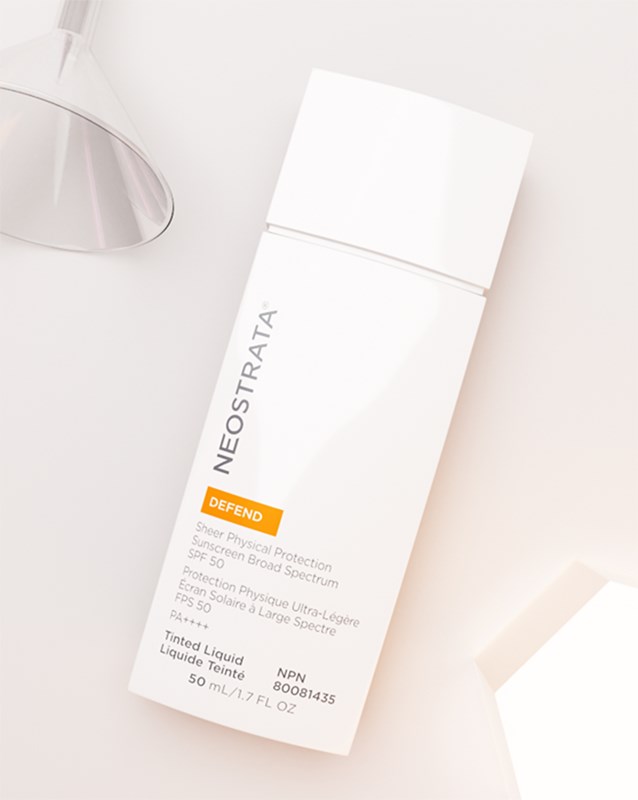 NEOSTRATA®
DEFEND
Sheer Physical Protection
Sunscreen Broad Spectrum
SPF 50
Protection Physique Ultra-Légère
Écran Solaire à Large Spectre
FPS 50
PA++++
Tinted Liquid
Liquide Teinté
NPN
80081435
50 mL/1.7 FL OZ